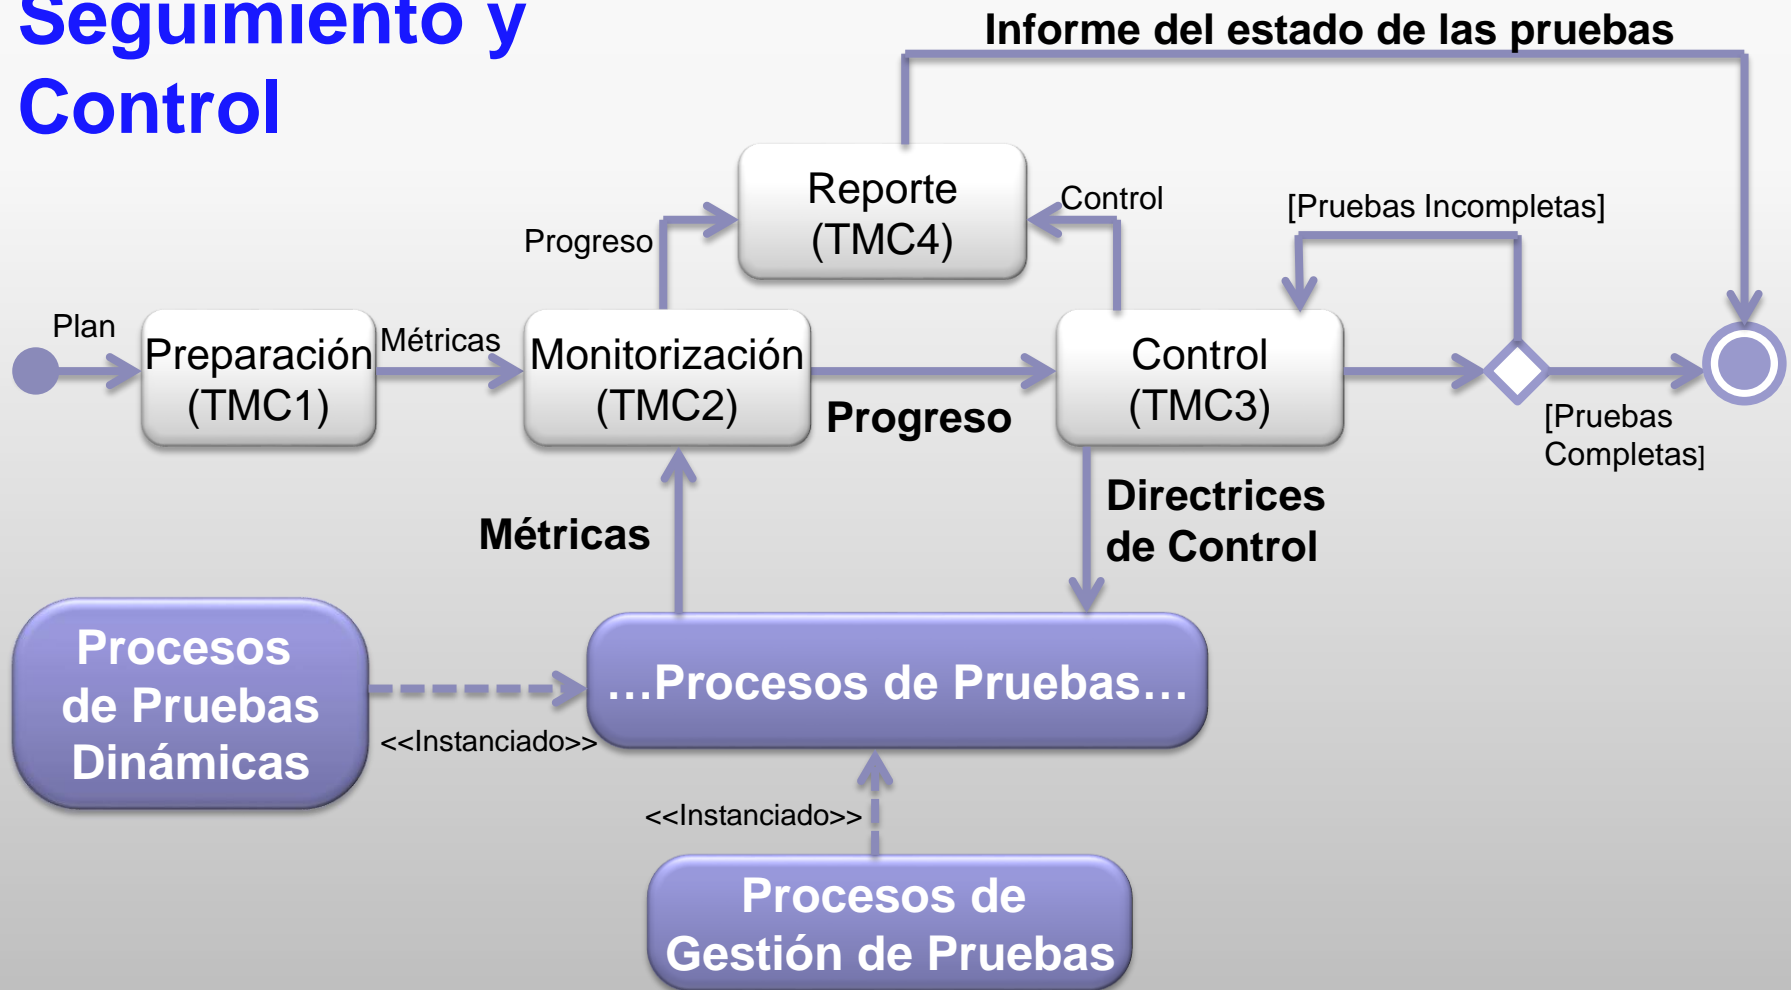 Seguimiento y
Control
Informe del estado de las pruebas
Reporte
(TMC4)
Control
[Pruebas Incompletas]
Progreso
Plan
Preparación
(TMC1)
Métricas
Monitorización
(TMC2)
Progreso
Control
(TMC3)
[Pruebas
Completas]
Métricas
Directrices
de Control
Procesos
de Pruebas
Dinámicas
<<Instanciado>>
...Procesos de Pruebas...
<<Instanciado>>
Procesos de
Gestión de Pruebas